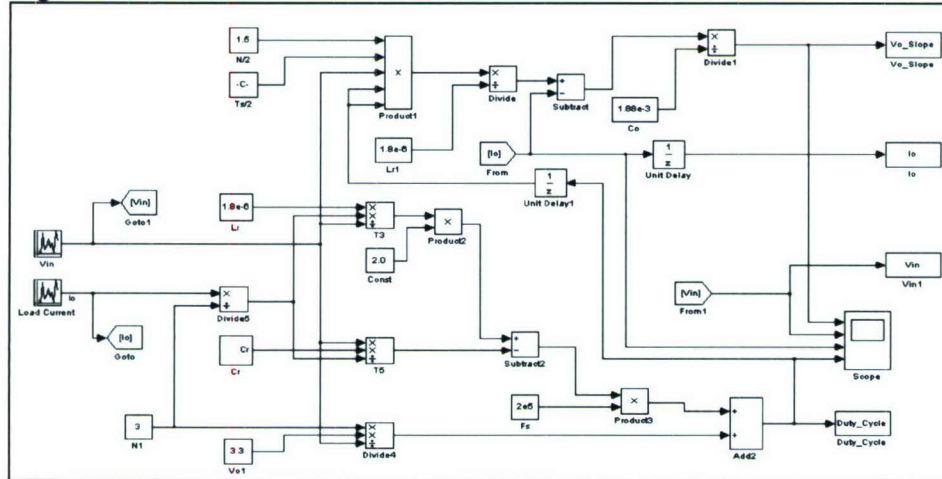 1.5
N/2
-C-
Ts/2
×
Product1
1.8e-6
Lr1
×
÷
Divide
+
−
Subtract
×
÷
Divide1
1.88e-3
Co
Vo_Slope
Vo_Slope
[Io]
From
1
z
Unit Delay
Io
Io
1
z
Unit Delay1
[Vin]
Goto1
Vin
1.8e-6
Lr
×
×
÷
T3
×
Product2
2.0
Const
Load Current
Io
[Io]
Goto
×
÷
Divide5
Cr
Cr
×
×
÷
T5
+
−
Subtract2
[Vin]
From1
Vin
Vin1
Scope
2e5
Fs
×
Product3
3
N1
3.3
Vo1
×
×
÷
Divide4
+
+
Add2
Duty_Cycle
Duty_Cycle